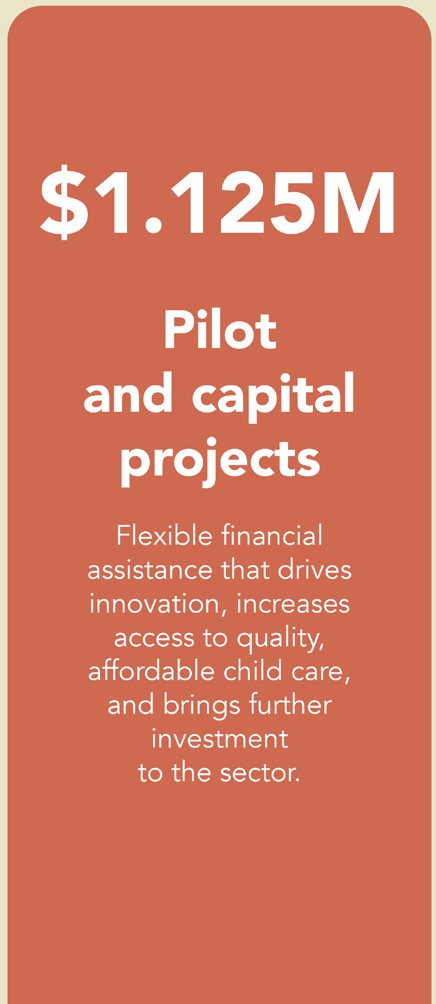 $1.125M
Pilot
and capital
projects
Flexible financial
assistance that drives
innovation, increases
access to quality,
affordable child care,
and brings further
investment
to the sector.